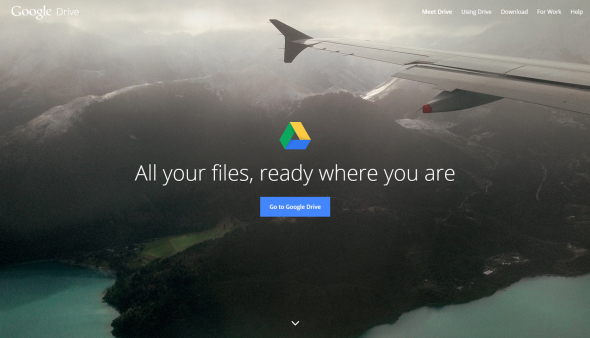 Google Drive
Meet Drive Using Drive Download For Work Help
All your files, ready where you are
Go to Google Drive